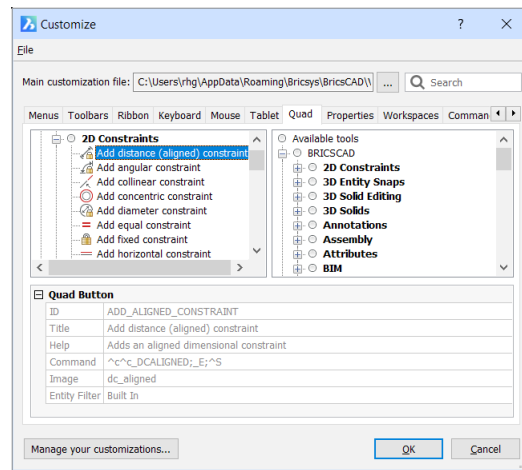 Customize
File
Main customization file: C:\Users\rhg\AppData\Roaming\Bricsys\BricsCAD\\ ... Search
Menus Toolbars Ribbon Keyboard Mouse Tablet Quad Properties Workspaces Comman
2D Constraints
Add distance (aligned) constraint
Add angular constraint
Add collinear constraint
Add concentric constraint
Add diameter constraint
Add equal constraint
Add fixed constraint
Add horizontal constraint
Available tools
BRICSCAD
2D Constraints
3D Entity Snaps
3D Solid Editing
3D Solids
Annotations
Assembly
Attributes
BIM
Quad Button
ID ADD_ALIGNED_CONSTRAINT
Title Add distance (aligned) constraint
Help Adds an aligned dimensional constraint
Command ^c^c_DCALIGNED;_E;^S
Image dc_aligned
Entity Filter Built In
Manage your customizations... OK Cancel